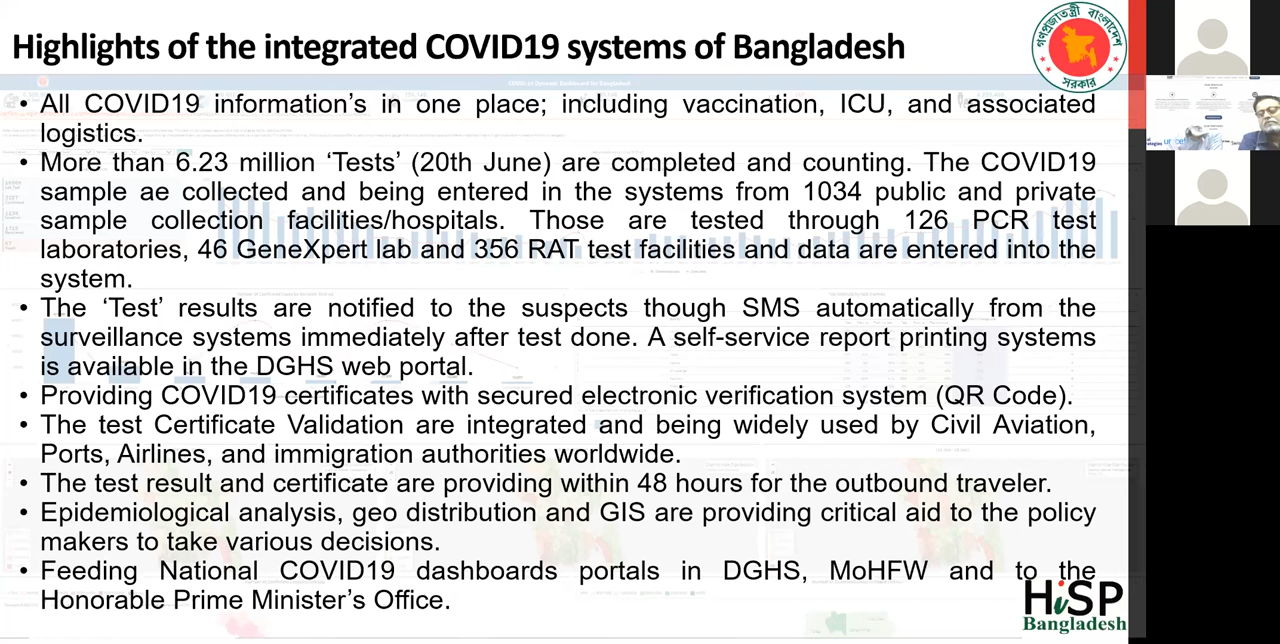 Highlights of the integrated COVID19 systems of Bangladesh
গণপ্রজাতন্ত্রী বাংলাদেশ
সরকার
• All COVID19 information's in one place; including vaccination, ICU, and associated
logistics.
• More than 6.23 million ‘Tests’ (20th June) are completed and counting. The COVID19
sample ae collected and being entered in the systems from 1034 public and private
sample collection facilities/hospitals. Those are tested through 126 PCR test
laboratories, 46 GeneXpert lab and 356 RAT test facilities and data are entered into the
system.
• The ‘Test’ results are notified to the suspects though SMS automatically from the
surveillance systems immediately after test done. A self-service report printing systems
is available in the DGHS web portal.
• Providing COVID19 certificates with secured electronic verification system (QR Code).
• The test Certificate Validation are integrated and being widely used by Civil Aviation,
Ports, Airlines, and immigration authorities worldwide.
• The test result and certificate are providing within 48 hours for the outbound traveler.
• Epidemiological analysis, geo distribution and GIS are providing critical aid to the policy
makers to take various decisions.
• Feeding National COVID19 dashboards portals in DGHS, MoHFW and to the
Honorable Prime Minister’s Office.
HiSP
Bangladesh